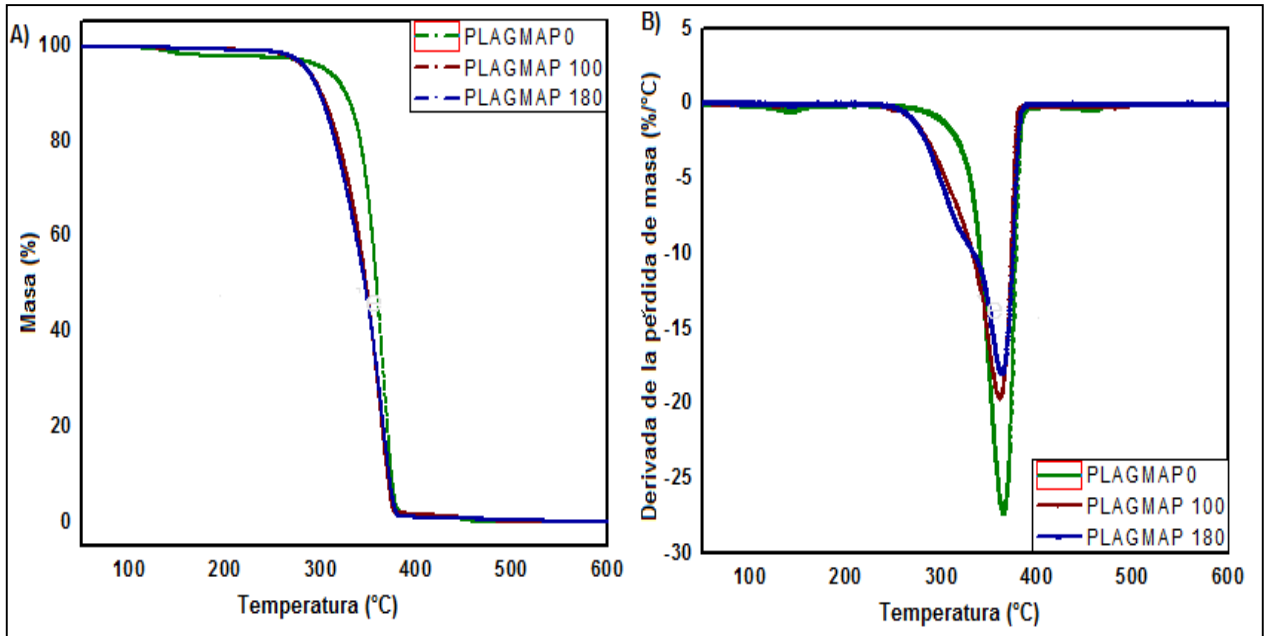 A)
PLAGMAP0
PLAGMAP 100
PLAGMAP 180
Masa (%)
100
80
60
40
20
0
100
200
300
400
500
600
Temperatura (°C)
B)
Derivada de la pérdida de masa (%/°C)
5
0
-5
-10
-15
-20
-25
-30
PLAGMAP0
PLAGMAP 100
PLAGMAP 180
100
200
300
400
500
600
Temperatura (°C)